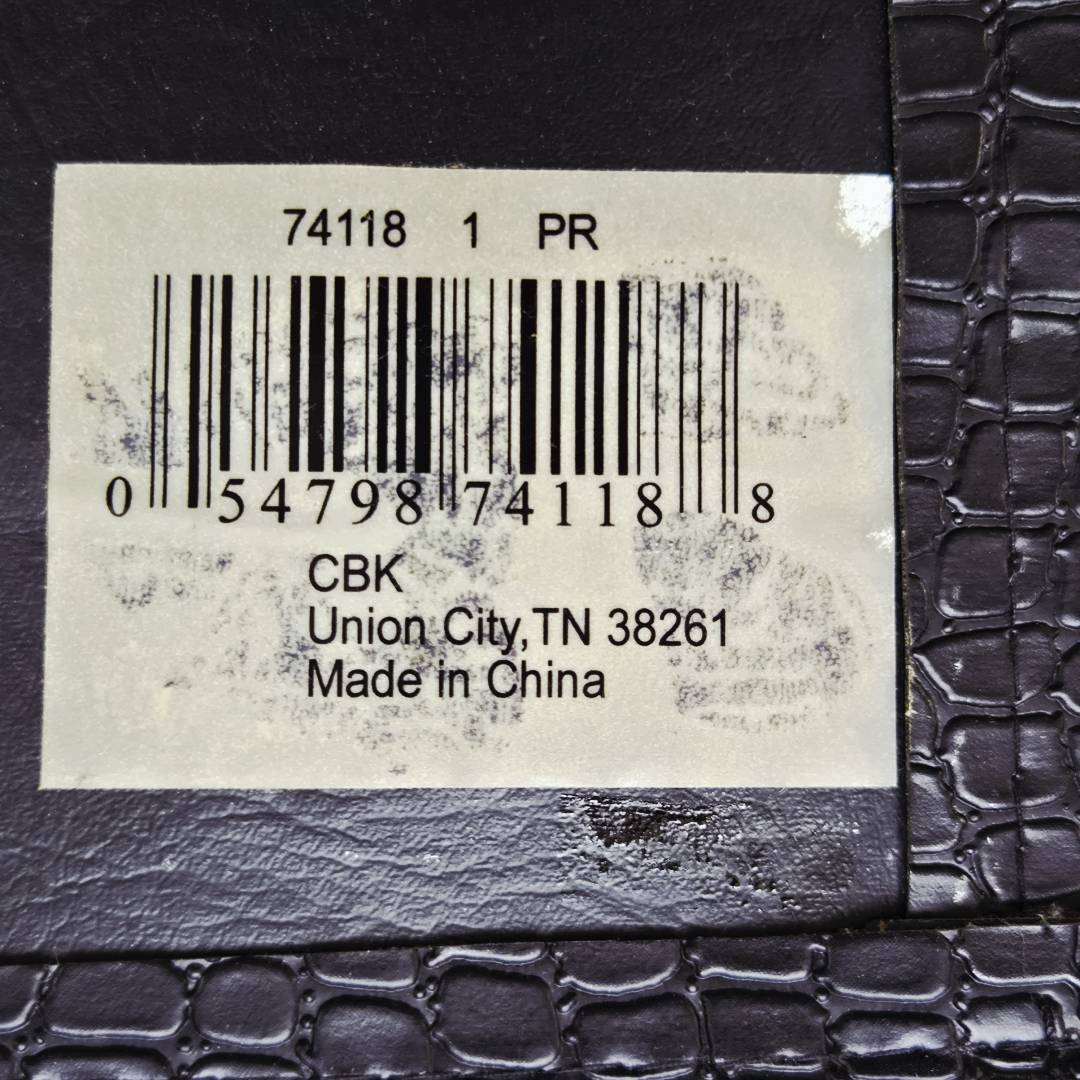 74118 1 PR
0 54798 74118 8
CBK
Union City, TN 38261
Made in China